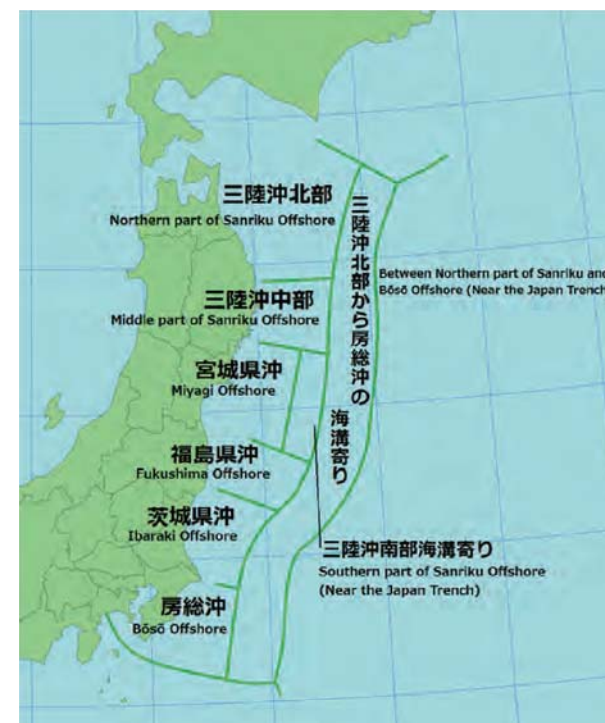 三陸沖北部
Northern part of Sanriku Offshore
三陸沖北部から房総沖の
海溝寄り
Between Northern part of Sanriku and
Bōsō Offshore (Near the Japan Trench
三陸沖中部
Middle part of Sanriku Offshore
宮城県沖
Miyagi Offshore
福島県沖
Fukushima Offshore
茨城県沖
Ibaraki Offshore
三陸沖南部海溝寄り
Southern part of Sanriku Offshore
(Near the Japan Trench)
房総沖
Bōsō Offshore